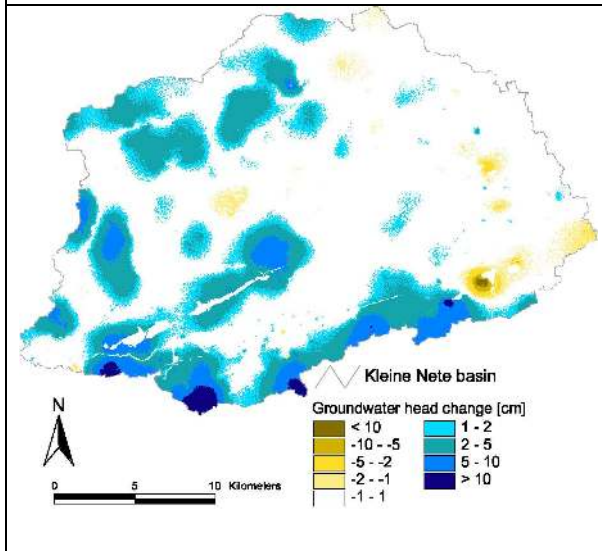 Kleine Nete basin
N
Groundwater head change [cm]
< 10 1 - 2
-10 - -5 2 - 5
-5 - -2 5 - 10
-2 - -1 > 10
-1 - 1
0 5 10 Kilometers